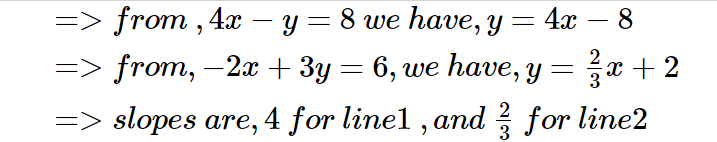 => from , 4x − y = 8 we have, y = 4x − 8
=> from, −2x + 3y = 6, we have, y = 2/3 x + 2
=> slopes are, 4 for line1 , and 2/3 for line2